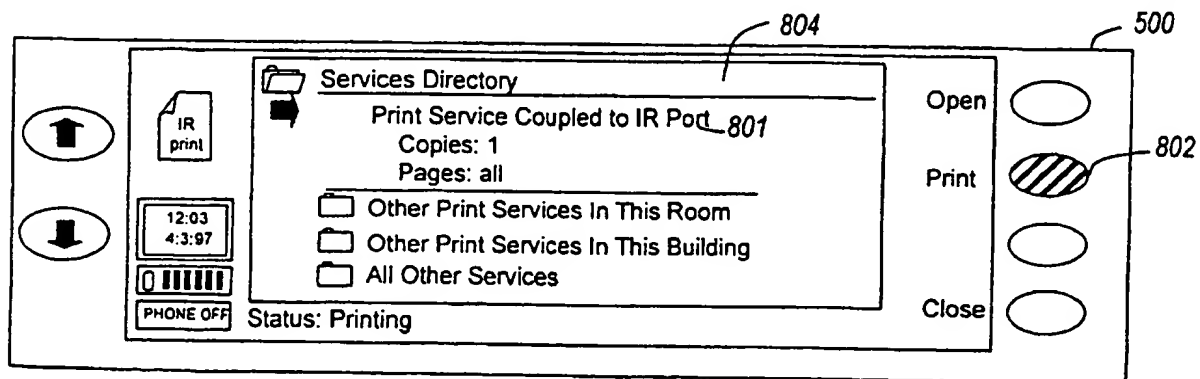 804
500
Services Directory
IR
print
Print Service Coupled to IR Port
801
Copies: 1
Pages: all
Open
802
Print
Other Print Services In This Room
12:03
4:3:97
Other Print Services In This Building
All Other Services
PHONE OFF
Status: Printing
Close